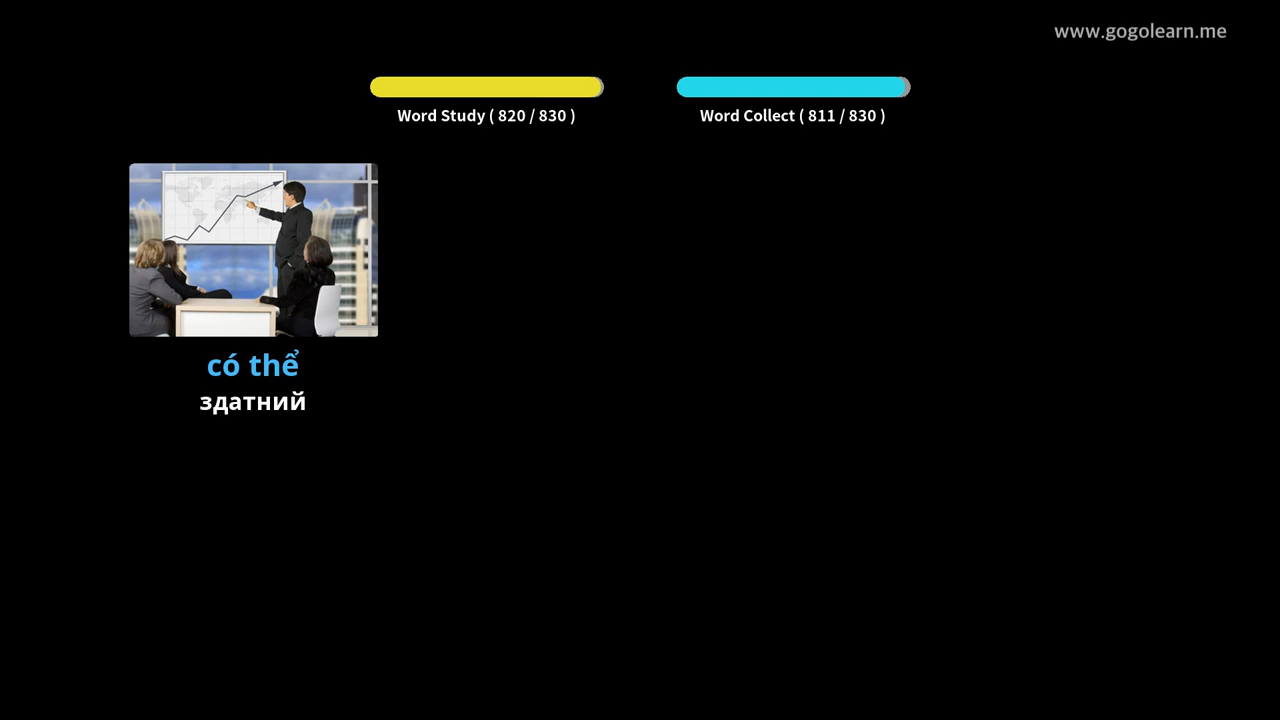 www.gogolearn.me
Word Study ( 820 / 830 )
Word Collect ( 811 / 830 )
có thể
здатний